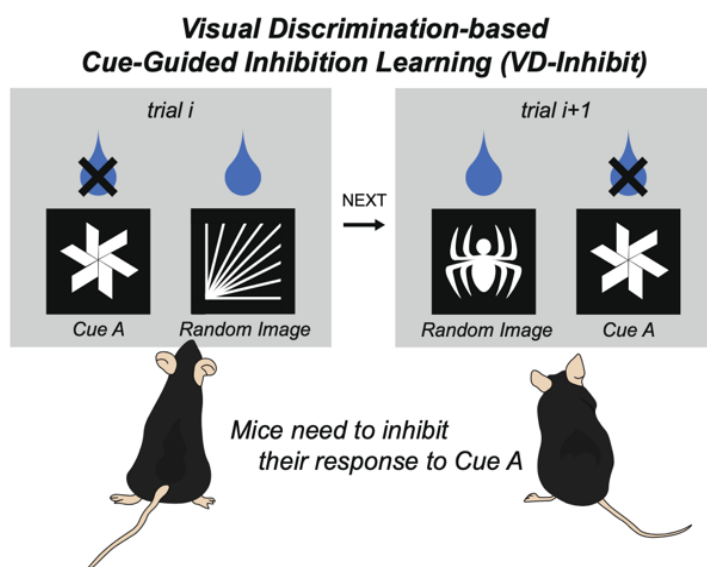 Visual Discrimination-based
Cue-Guided Inhibition Learning (VD-Inhibit)
trial i
Cue A
Random Image
NEXT
trial i+1
Random Image
Cue A
Mice need to inhibit
their response to Cue A